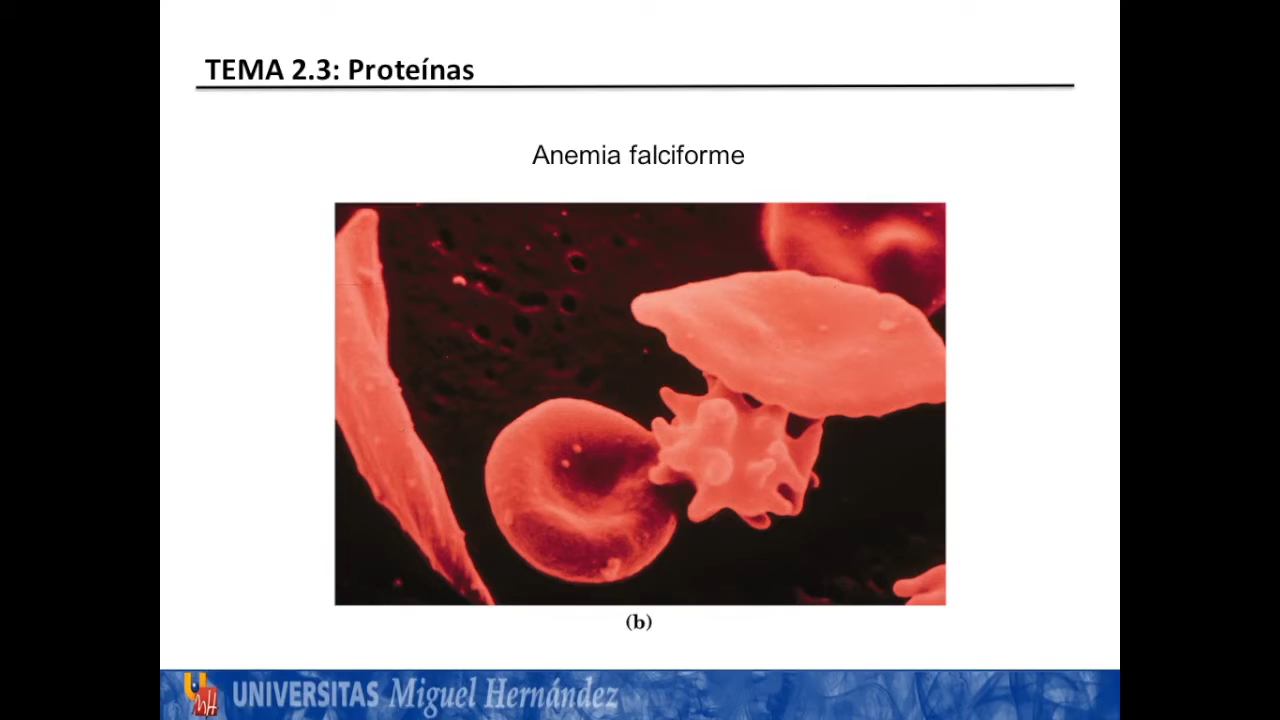 TEMA 2.3: Proteínas
Anemia falciforme
(b)
UNIVERSITAS Miguel Hernández